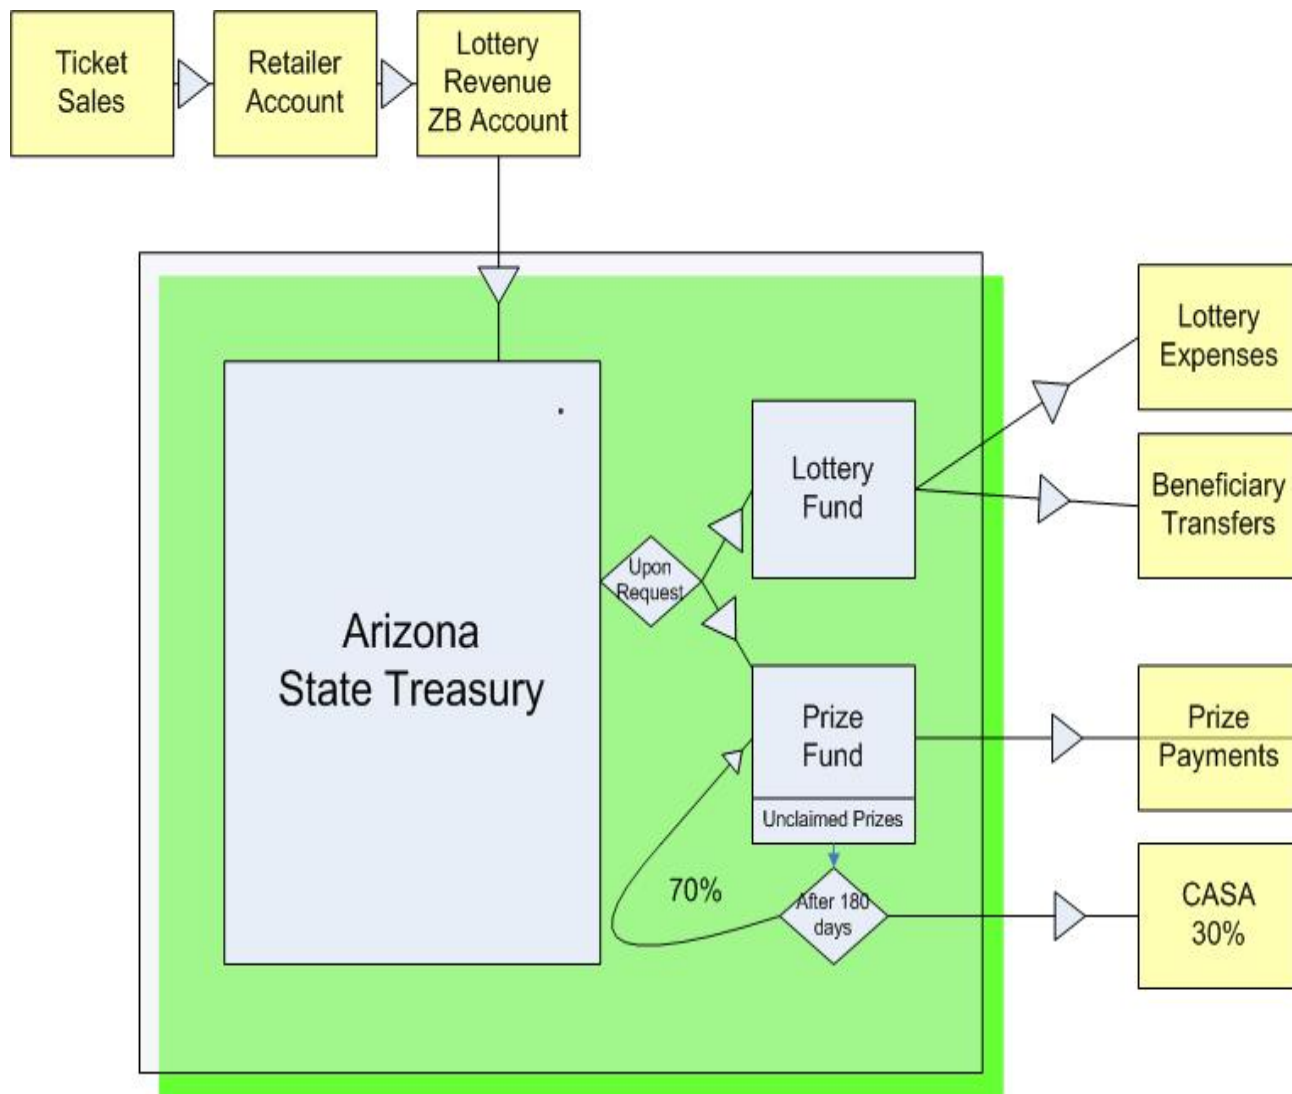 Ticket
Sales
Retailer
Account
Lottery
Revenue
ZB Account
Lottery
Expenses
Lottery
Fund
Beneficiary
Transfers
Upon
Request
Arizona
State Treasury
Prize
Fund
Unclaimed Prizes
Prize
Payments
70%
After 180
days
CASA
30%